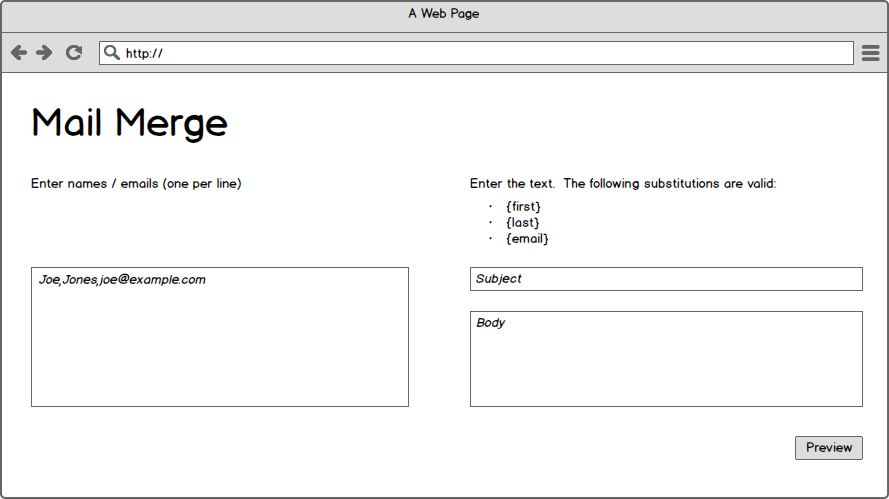 A Web Page
http://
Mail Merge
Enter names / emails (one per line)
Enter the text.  The following substitutions are valid:
• {first}
• {last}
• {email}
Joe,Jones,joe@example.com
Subject
Body
Preview